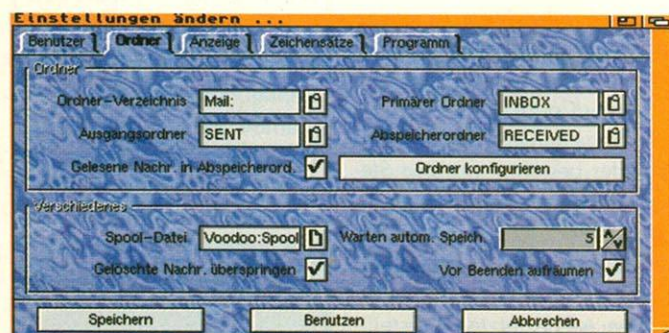 Einstellungen ändern ...
Benutzer Ordner Anzeige Zeichensätze Programm
Ordner
Ordner-Verzeichnis Mail: Primärer Ordner INBOX
Ausgangsordner SENT Abspeicherordner RECEIVED
Gelesene Nachr. in Abspeicherord. Ordner konfigurieren
Verschiedenes
Spool-Datei Voodoo:Spool Warten autom. Speich. 5
Gelöschte Nachr. überspringen Vor Beenden aufräumen
Speichern Benutzen Abbrechen